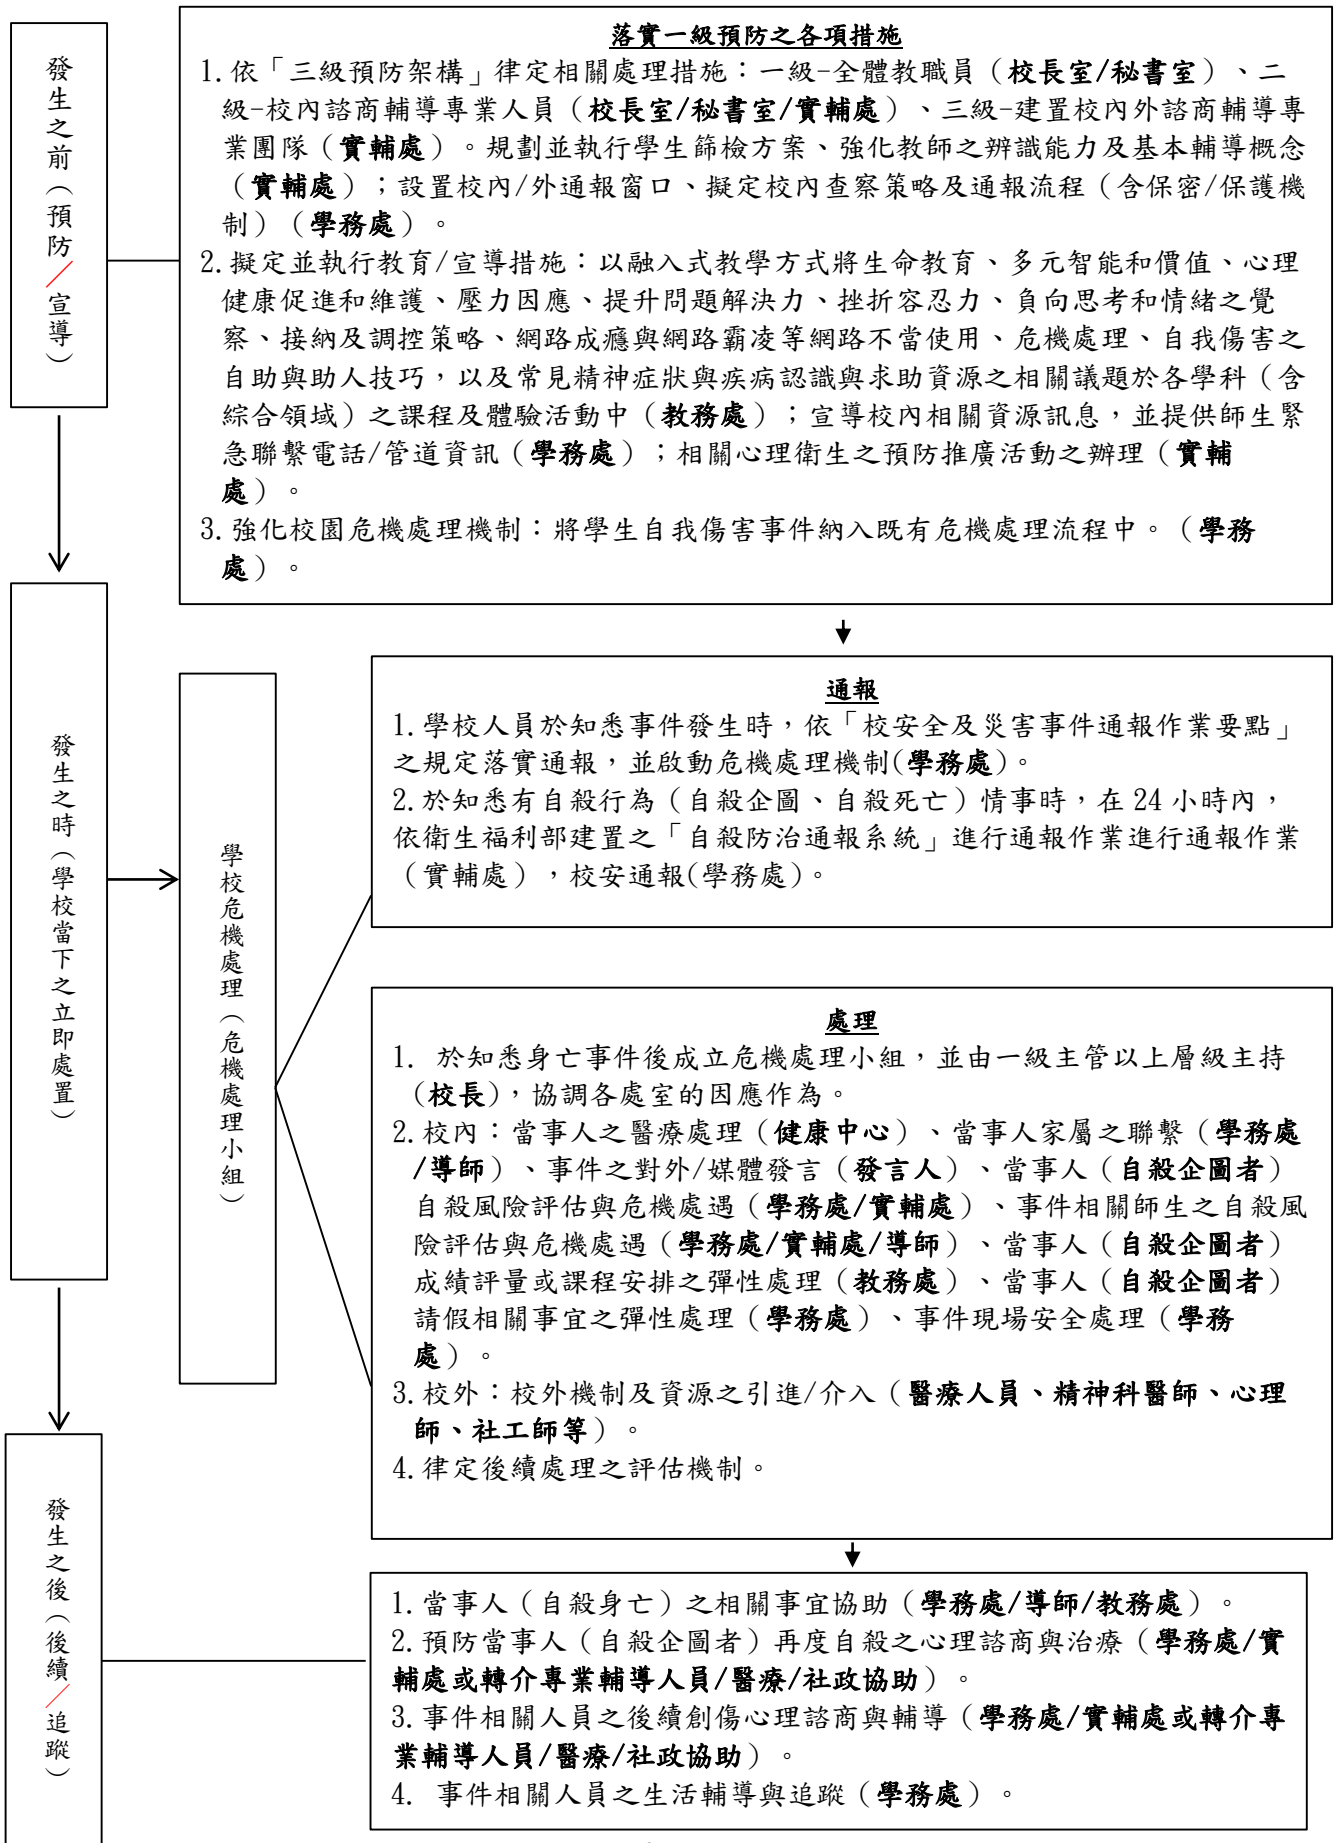 發生之前（預防／宣導）
落實一級預防之各項措施
1.依「三級預防架構」律定相關處理措施：一級-全體教職員（校長室/秘書室）、二
級-校內諮商輔導專業人員（校長室/秘書室/實輔處）、三級-建置校內外諮商輔導專
業團隊（實輔處）。規劃並執行學生篩檢方案、強化教師之辨識能力及基本輔導概念
（實輔處）；設置校內/外通報窗口、擬定校內查察策略及通報流程（含保密/保護機
制）（學務處）。
2.擬定並執行教育/宣導措施：以融入式教學方式將生命教育、多元智能和價值、心理
健康促進和維護、壓力因應、提升問題解決力、挫折容忍力、負向思考和情緒之覺
察、接納及調控策略、網路成癮與網路霸凌等網路不當使用、危機處理、自我傷害之
自助與助人技巧，以及常見精神症狀與疾病認識與求助資源之相關議題於各學科（含
綜合領域）之課程及體驗活動中（教務處）；宣導校內相關資源訊息，並提供師生緊
急聯繫電話/管道資訊（學務處）；相關心理衛生之預防推廣活動之辦理（實輔
處）。
3.強化校園危機處理機制：將學生自我傷害事件納入既有危機處理流程中。（學務
處）。
發生之時（學校當下之立即處置）
學校危機處理（危機處理小組）
通報
1.學校人員於知悉事件發生時，依「校安全及災害事件通報作業要點」
之規定落實通報，並啟動危機處理機制(學務處)。
2.於知悉有自殺行為（自殺企圖、自殺死亡）情事時，在 24 小時內，
依衛生福利部建置之「自殺防治通報系統」進行通報作業進行通報作業
（實輔處），校安通報(學務處)。
處理
1. 於知悉身亡事件後成立危機處理小組，並由一級主管以上層級主持
(校長)，協調各處室的因應作為。
2.校內：當事人之醫療處理（健康中心）、當事人家屬之聯繫（學務處
/導師）、事件之對外/媒體發言（發言人）、當事人（自殺企圖者）
自殺風險評估與危機處遇（學務處/實輔處）、事件相關師生之自殺風
險評估與危機處遇（學務處/實輔處/導師）、當事人（自殺企圖者）
成績評量或課程安排之彈性處理（教務處）、當事人（自殺企圖者）
請假相關事宜之彈性處理（學務處）、事件現場安全處理（學務
處）。
3.校外：校外機制及資源之引進/介入（醫療人員、精神科醫師、心理
師、社工師等）。
4.律定後續處理之評估機制。
發生之後（後續／追蹤）
1.當事人（自殺身亡）之相關事宜協助（學務處/導師/教務處）。
2.預防當事人（自殺企圖者）再度自殺之心理諮商與治療（學務處/實
輔處或轉介專業輔導人員/醫療/社政協助）。
3.事件相關人員之後續創傷心理諮商與輔導（學務處/實輔處或轉介專
業輔導人員/醫療/社政協助）。
4. 事件相關人員之生活輔導與追蹤（學務處）。